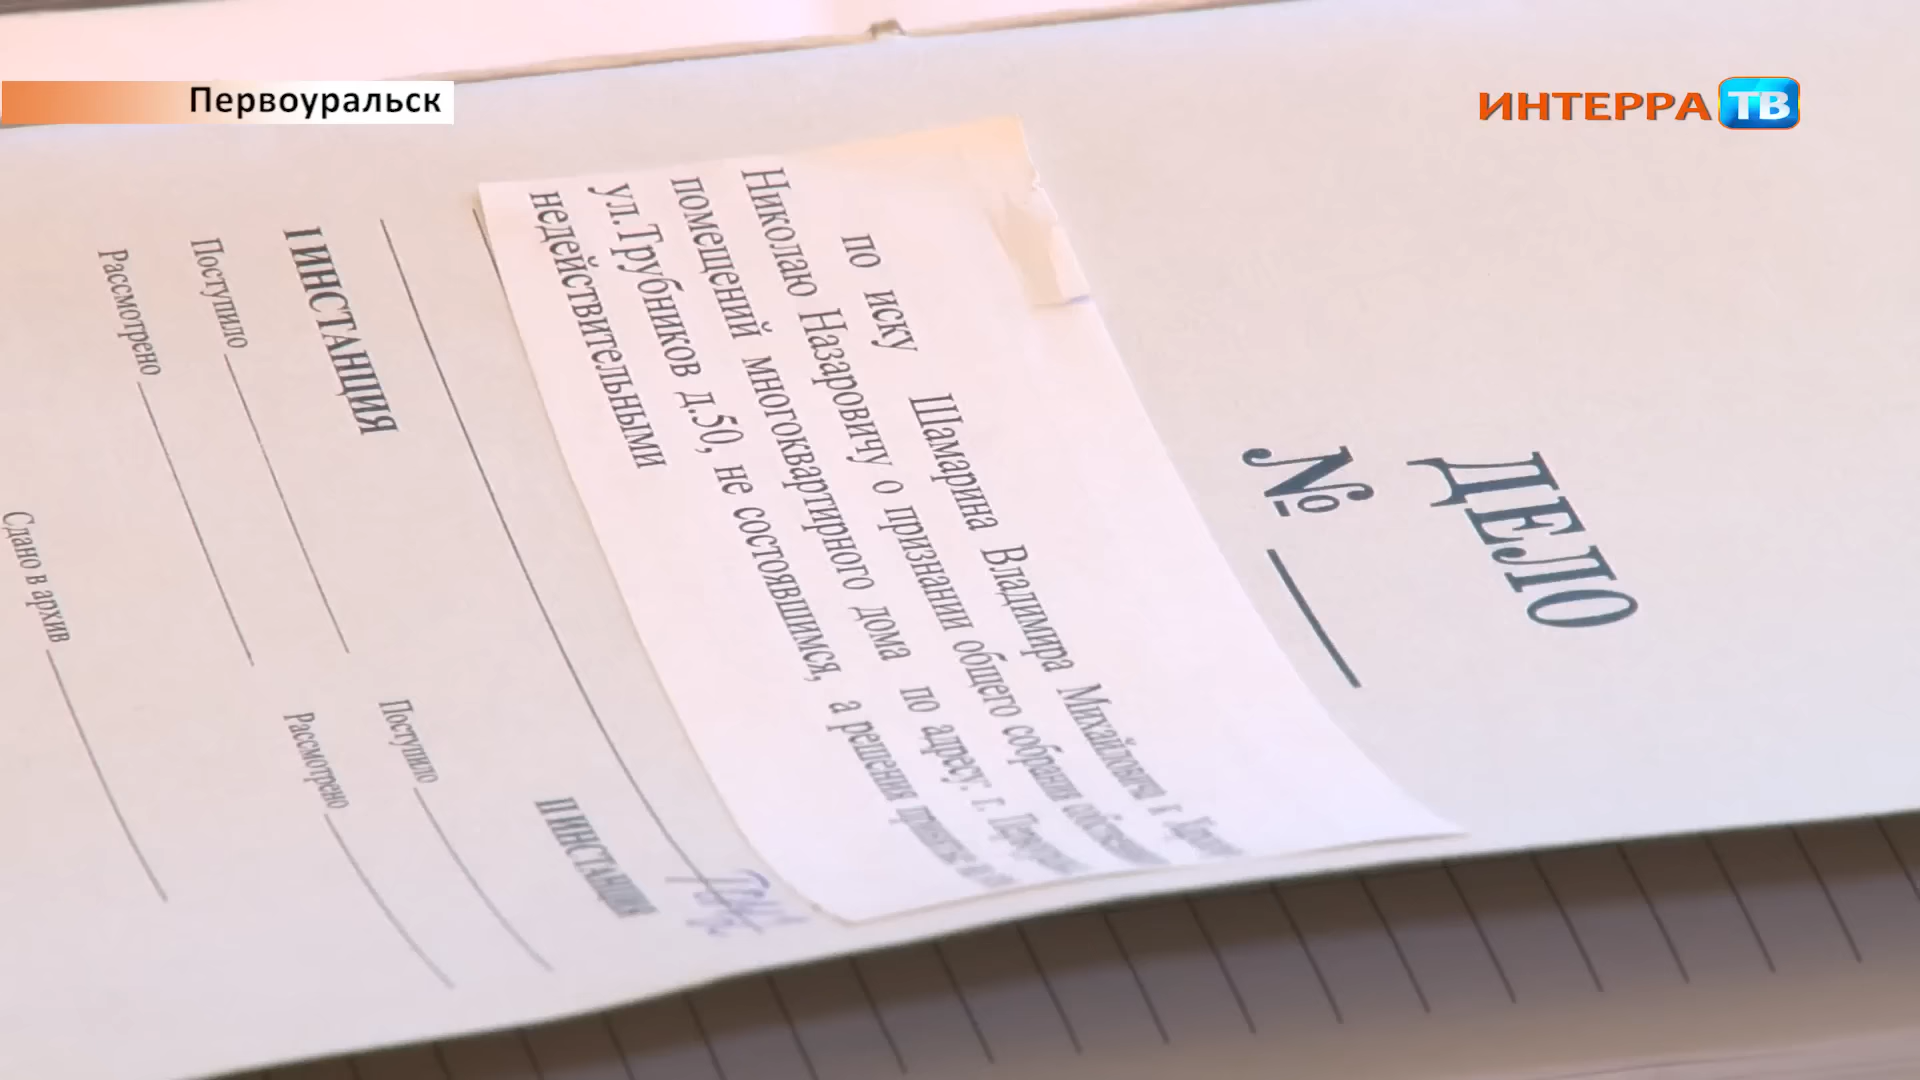 Первоуральск
ИНТЕРРА ТВ
ДЕЛО
№
по иску Шамарина Владимира Михайловича к
Николаю Назаровичу о признании общего собрания
помещений многоквартирного дома по адресу: г.
ул.Трубников д.50, не состоявшимся, а решения
недействительными
I ИНСТАНЦИЯ
Поступило
Рассмотрено
Сдано в архив
II ИНСТАНЦИЯ
Поступило
Рассмотрено